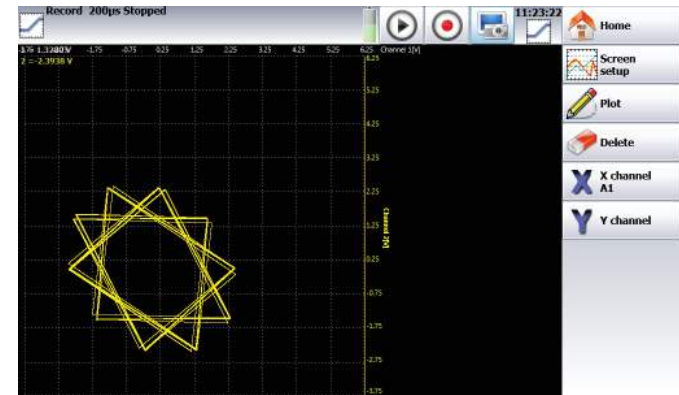 Record 200µs Stopped
11:23:22
-1.75 -0.75 0.25 1.25 2.25 3.25 4.25 5.25 6.25 Channel 1[V]
2 =-2.3938 V
6.25
5.25
4.25
3.25
2.25
1.25
0.25
-0.75
-1.75
-2.75
-3.75
Channel 2[V]
Home
Screen
setup
Plot
Delete
X X channel
A1
Y Y channel